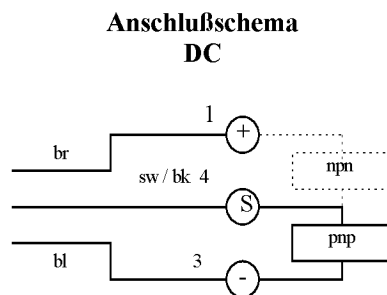 Anschlußschema
DC
1
+
br
npn
sw / bk 4
S
pnp
bl
3
-